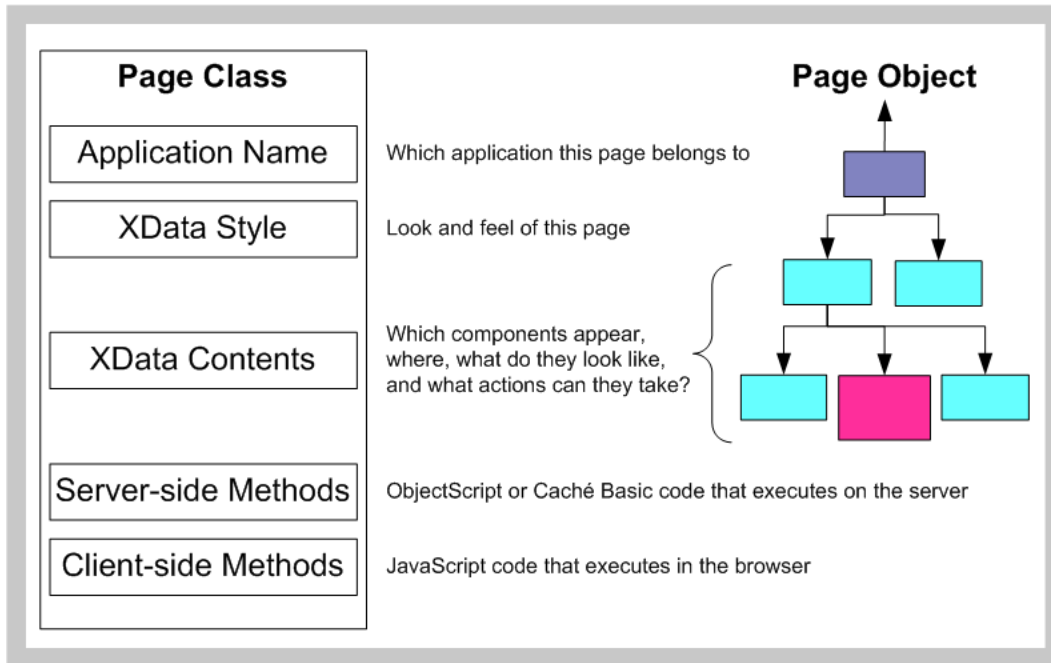 Page Class
Page Object
Application Name
Which application this page belongs to
XData Style
Look and feel of this page
XData Contents
Which components appear,
where, what do they look like,
and what actions can they take?
Server-side Methods
ObjectScript or Caché Basic code that executes on the server
Client-side Methods
JavaScript code that executes in the browser